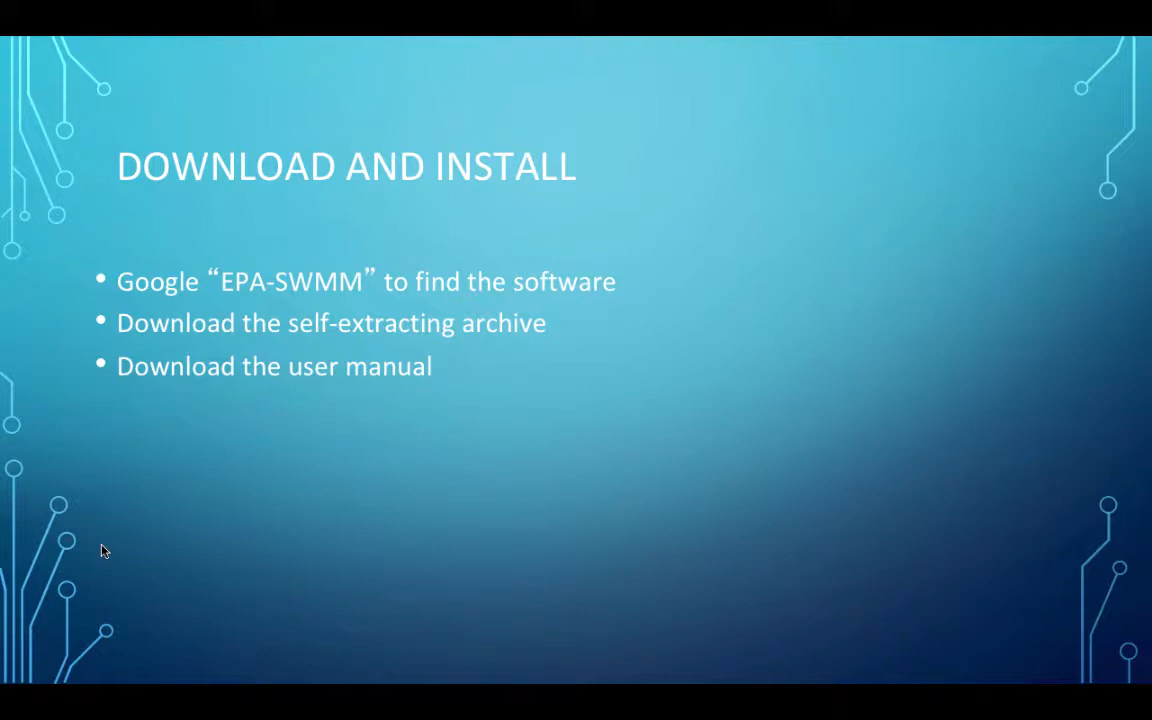 DOWNLOAD AND INSTALL
• Google “EPA-SWMM” to find the software
• Download the self-extracting archive
• Download the user manual